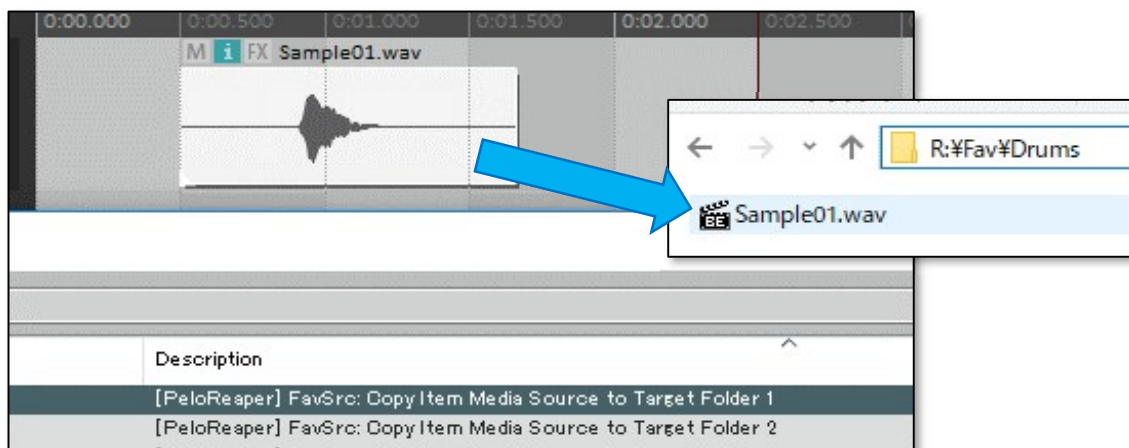 0:00.000 0:00.500 0:01.000 0:01.500 0:02.000 0:02.500
M i FX Sample01.wav
R:¥Fav¥Drums
BE Sample01.wav
Description
[PeloReaper] FavSrc: Copy Item Media Source to Target Folder 1
[PeloReaper] FavSrc: Copy Item Media Source to Target Folder 2